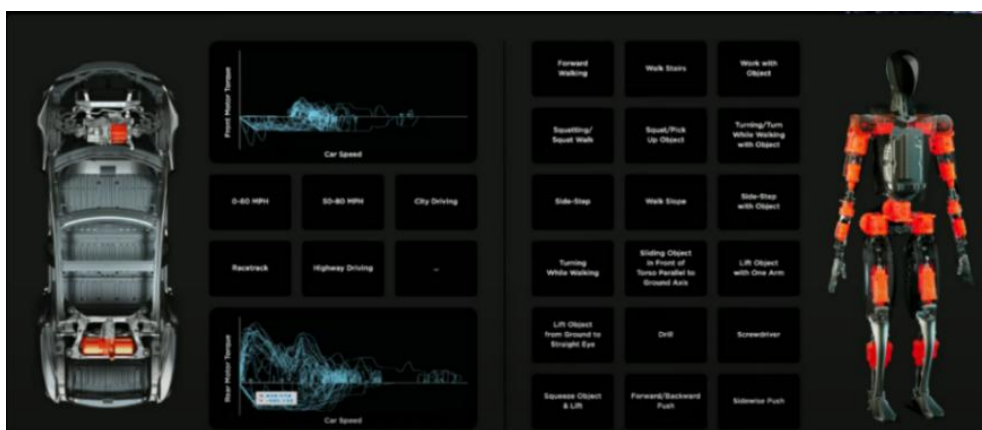 Front Motor Torque
Car Speed
0-60 MPH
50-80 MPH
City Driving
Racetrack
Highway Driving
...
Rear Motor Torque
Car Speed
Forward
Walking
Walk Stairs
Work with
Object
Squatting/
Squat Walk
Squat/Pick
Up Object
Turning/Turn
While Walking
with Object
Side-Step
Walk Slope
Side-Step
with Object
Turning
While Walking
Sliding Object
in Front of
Torso Parallel to
Ground Axis
Lift Object
with One Arm
Lift Object
from Ground to
Straight Eye
Drill
Screwdriver
Squeeze Object
& Lift
Forward/Backward
Push
Sidewise Push